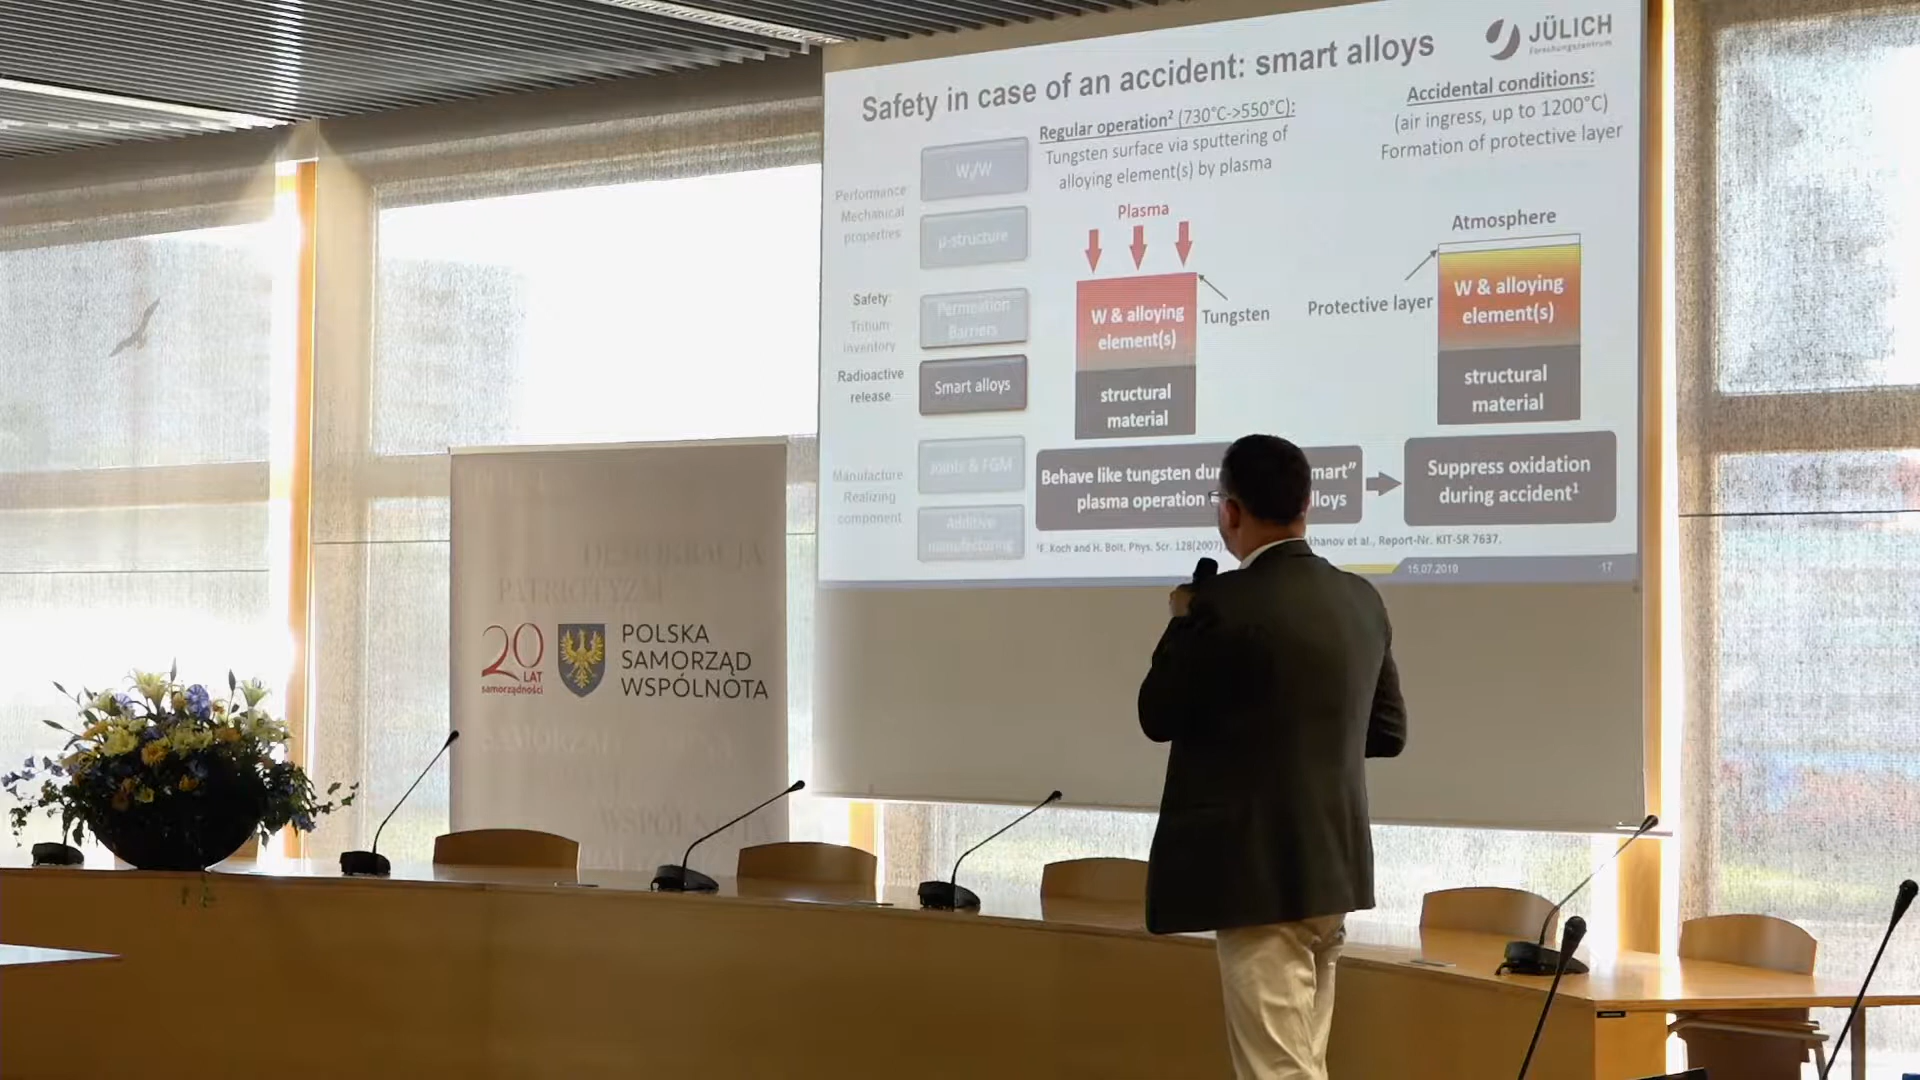 JÜLICH
Forschungszentrum
Safety in case of an accident: smart alloys
Regular operation² (730°C->550°C):
Tungsten surface via sputtering of
alloying element(s) by plasma
Accidental conditions:
(air ingress, up to 1200°C)
Formation of protective layer
Performance
Mechanical
properties
Wf/W
μ-structure
Safety:
Tritium
inventory
Permeation
Barriers
Radioactive
release
Smart alloys
Manufacture
Realizing
component
Joints & FGM
Additive
manufacturing
Plasma
W & alloying
element(s)
Tungsten
structural
material
Atmosphere
Protective layer
W & alloying
element(s)
structural
material
Behave like tungsten
plasma operation
smart”
Suppress oxidation
during accident¹
¹F. Koch and H. Bolt, Phys. Scr. 128(2007)
et al., Report-Nr. KIT-SR 7637.
15.07.2019
17
DEMOKRACJA
PATRIOTYZM
20
LAT
samorządności
POLSKA
SAMORZĄD
WSPÓLNOTA
WSPÓLNOTA